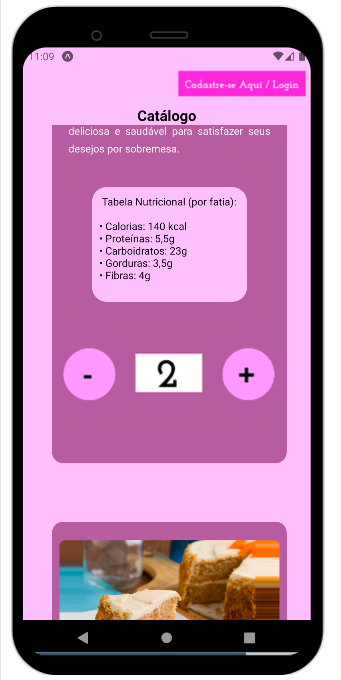 11:09
Cadastre-se Aqui / Login
Catálogo
deliciosa e saudável para satisfazer seus
desejos por sobremesa.
Tabela Nutricional (por fatia):
• Calorias: 140 kcal
• Proteínas: 5,5g
• Carboidratos: 23g
• Gorduras: 3,5g
• Fibras: 4g
- 2 +